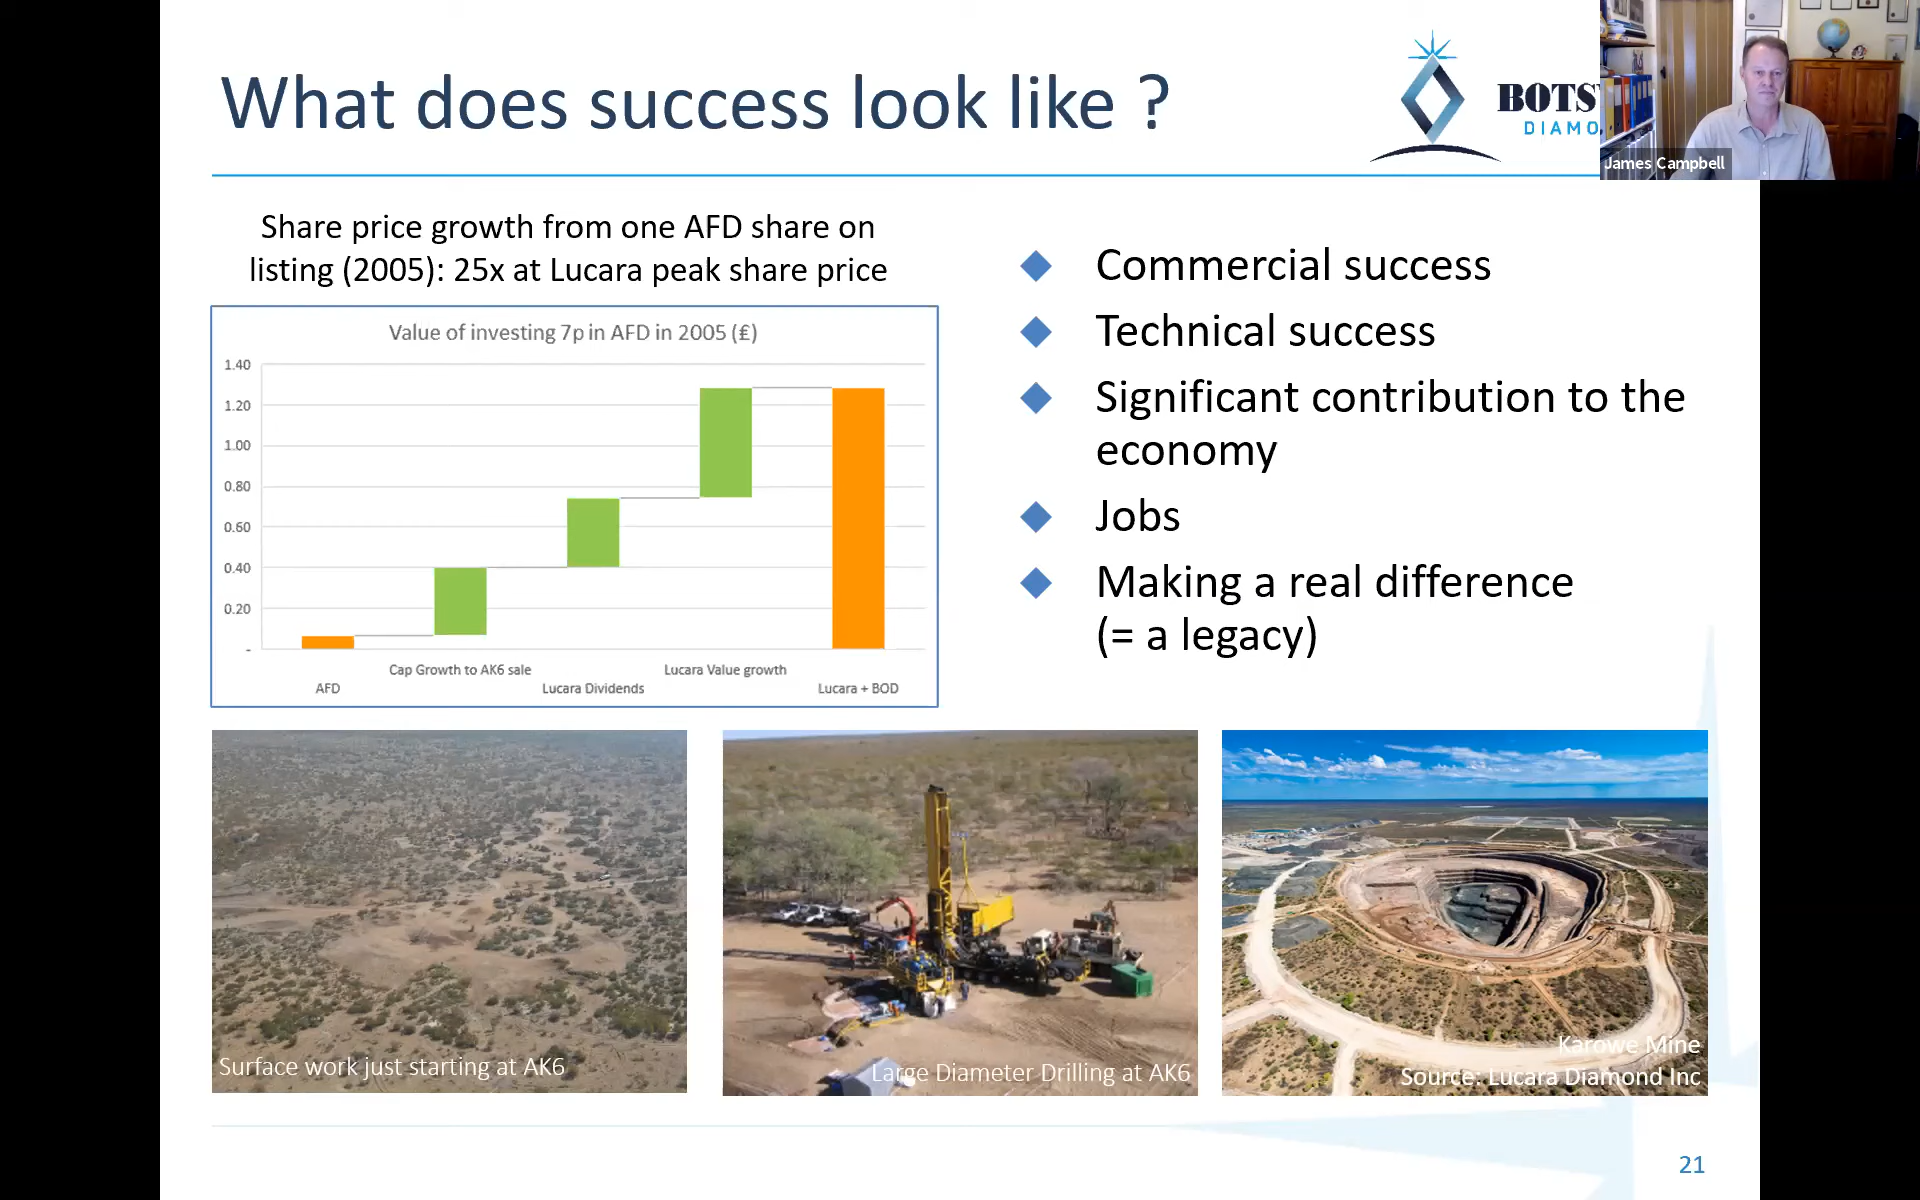 What does success look like ?
BOTS
DIAMO
James Campbell
Share price growth from one AFD share on
listing (2005): 25x at Lucara peak share price
Value of investing 7p in AFD in 2005 (£)
1.40
1.20
1.00
0.80
0.60
0.40
0.20
-
Cap Growth to AK6 sale
Lucara Value growth
AFD
Lucara Dividends
Lucara + BOD
Commercial success
Technical success
Significant contribution to the
economy
Jobs
Making a real difference
(= a legacy)
Surface work just starting at AK6
Large Diameter Drilling at AK6
Karowe Mine
Source: Lucara Diamond Inc
21